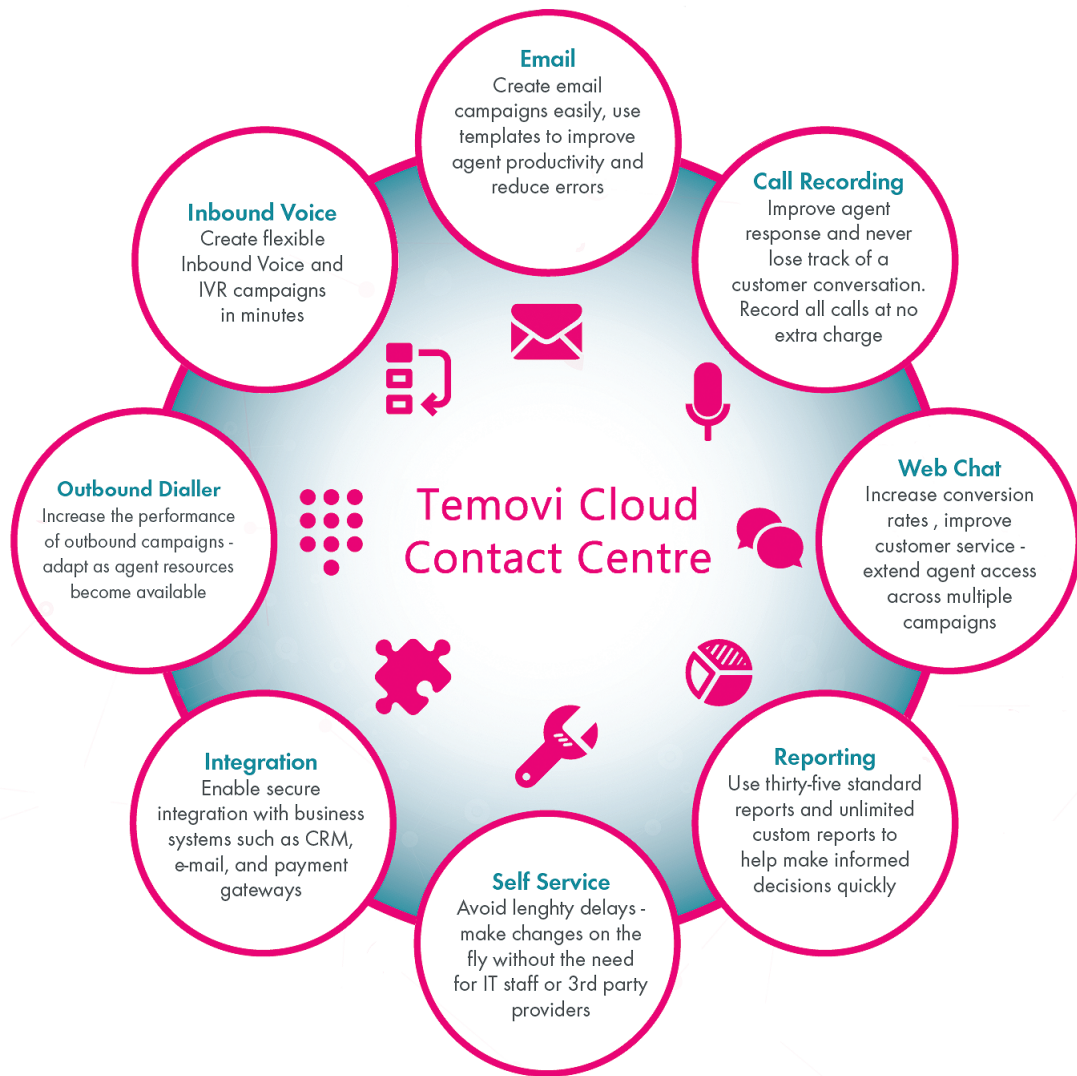 Email
Create email
campaigns easily, use
templates to improve
agent productivity and
reduce errors
Call Recording
Improve agent
response and never
lose track of a
customer conversation.
Record all calls at no
extra charge
Inbound Voice
Create flexible
Inbound Voice and
IVR campaigns
in minutes
Web Chat
Increase conversion
rates , improve
customer service -
extend agent access
across multiple
campaigns
Outbound Dialler
Increase the performance
of outbound campaigns -
adapt as agent resources
become available
Temovi Cloud
Contact Centre
Reporting
Use thirty-five standard
reports and unlimited
custom reports to
help make informed
decisions quickly
Integration
Enable secure
integration with business
systems such as CRM,
e-mail, and payment
gateways
Self Service
Avoid lenghty delays -
make changes on the
fly without the need
for IT staff or 3rd party
providers